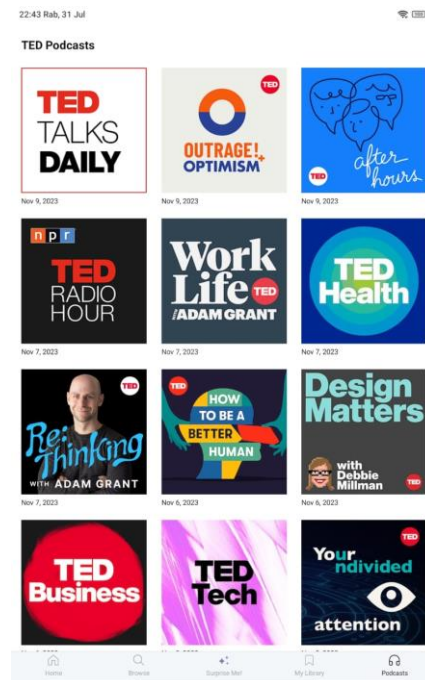 22:43 Rab, 31 Jul
TED Podcasts
TED
TALKS
DAILY
TED
OUTRAGE!
+
OPTIMISM
TED
after
hours
Nov 9, 2023
Nov 9, 2023
Nov 9, 2023
npr
TED
RADIO
HOUR
Work
Life
TED
ADAM GRANT
TED
Health
Nov 7, 2023
Nov 7, 2023
Nov 7, 2023
TED
Re:
Thinking
WITH ADAM GRANT
TED
HOW
TO BE A
BETTER
HUMAN
Design
Matters
with
Debbie
Millman
TED
Nov 7, 2023
Nov 6, 2023
Nov 6, 2023
TED
Business
TED
Tech
TED
Your
ndivided
attention
Home
Browse
Surprise Me!
My Library
Podcasts